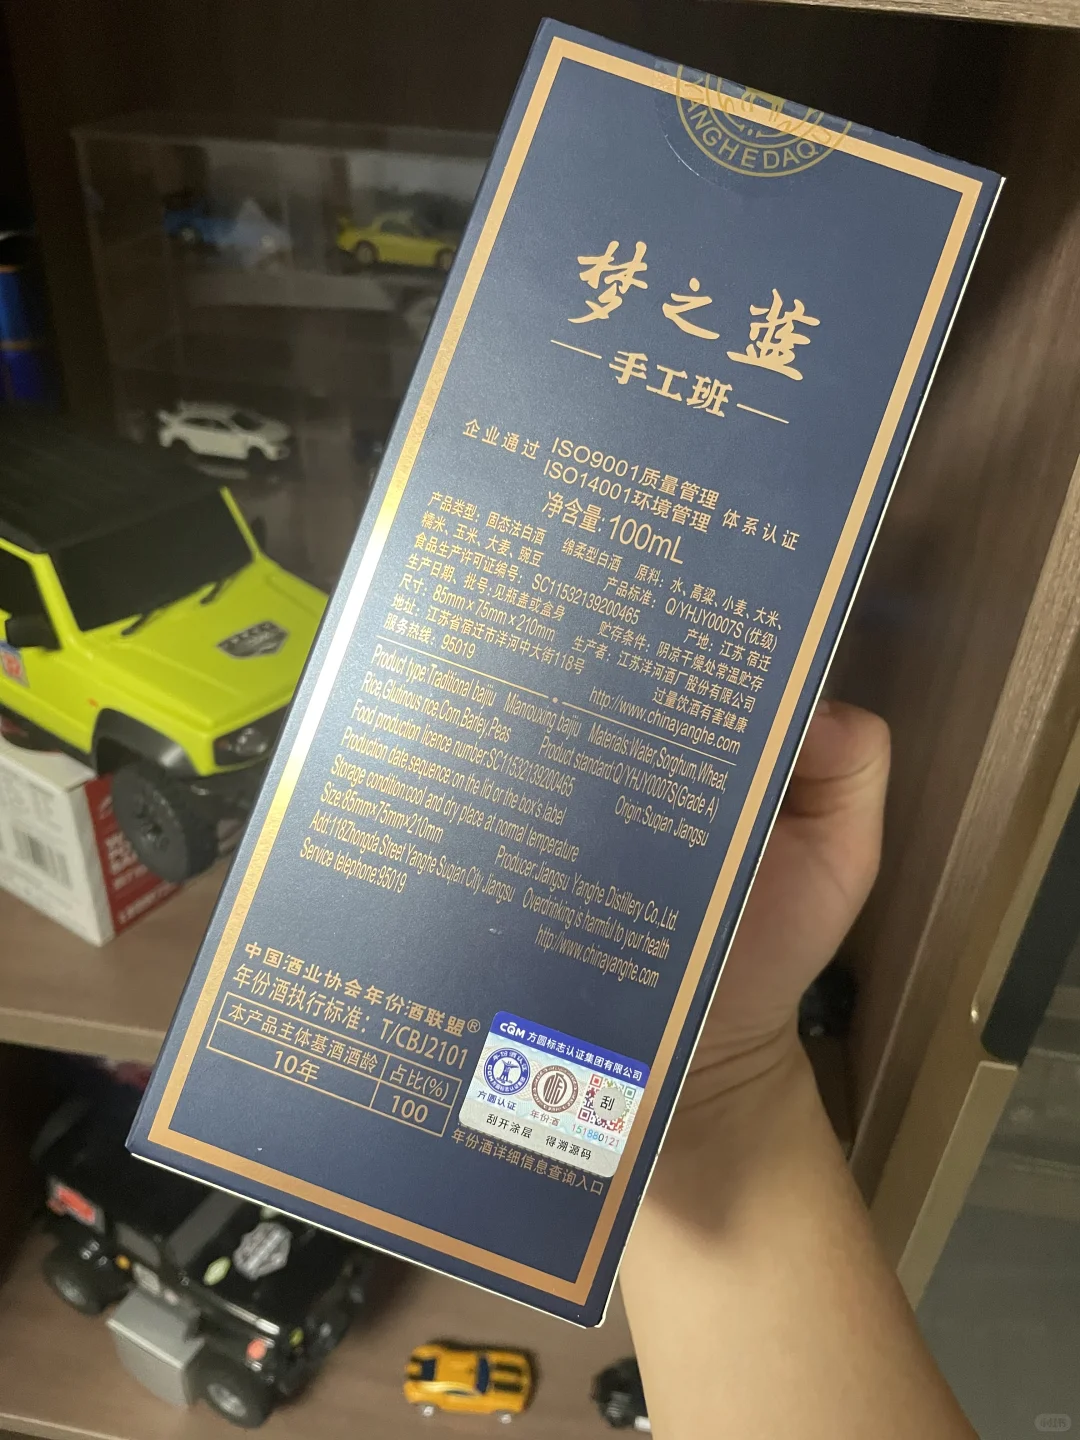 YANGHEDAQ
梦之蓝
手工班
企业通过 ISO9001质量管理 体系认证
ISO14001环境管理
净含量: 100mL
产品类型: 固态法白酒 绵柔型白酒 原料: 水、高粱、小麦、大米、
糯米、玉米、大麦、豌豆 产品标准: Q/YHJY0007S (优级)
食品生产许可证编号: SC11532139200465 产地: 江苏 宿迁
生产日期、批号: 见瓶盖或盒身 贮存条件: 阴凉干燥处常温贮存
尺寸: 85mm×75mm×210mm 生产者: 江苏洋河酒厂股份有限公司
地址: 江苏省宿迁市洋河中大街118号 过量饮酒有害健康
服务热线: 95019 http://www.chinayanghe.com
Product type:Traditional baijiu Mianrouxing baijiu Materials:Water,Sorghum,Wheat,
Rice,Glutinous rice,Corn,Barley,Peas Product standard:Q/YHJY0007S(Grade A)
Food production licence number:SC11532139200465 Origin:Suqian Jiangsu
Production date sequence: on the lid or the box's label
Storage condition:cool and dry place at normal temperature
Size:85mm×75mm×210mm Producer:Jiangsu Yanghe Distillery Co.,Ltd.
Add:118Zhongda Street Yanghe Suqian City Jiangsu Overdrinking is harmful to your health
Service telephone:95019 http://www.chinayanghe.com
中国酒业协会年份酒联盟®
年份酒执行标准: T/CBJ2101
本产品主体基酒酒龄 占比(%)
10年 100
CQM 方圆标志认证集团有限公司
年份酒认证
方圆认证 年份酒
刮
151880121
刮开涂层 得溯源码
年份酒详细信息查询入口